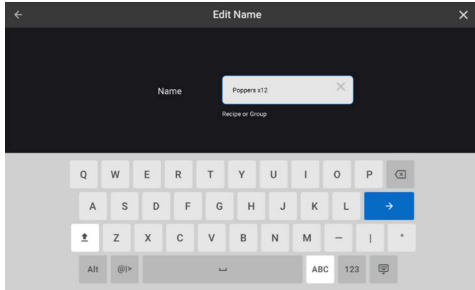 Edit Name
Name
Poppers x12
Recipe or Group
Q W E R T Y U I O P
A S D F G H J K L
Z X C V B N M — |
Alt @|> ABC 123